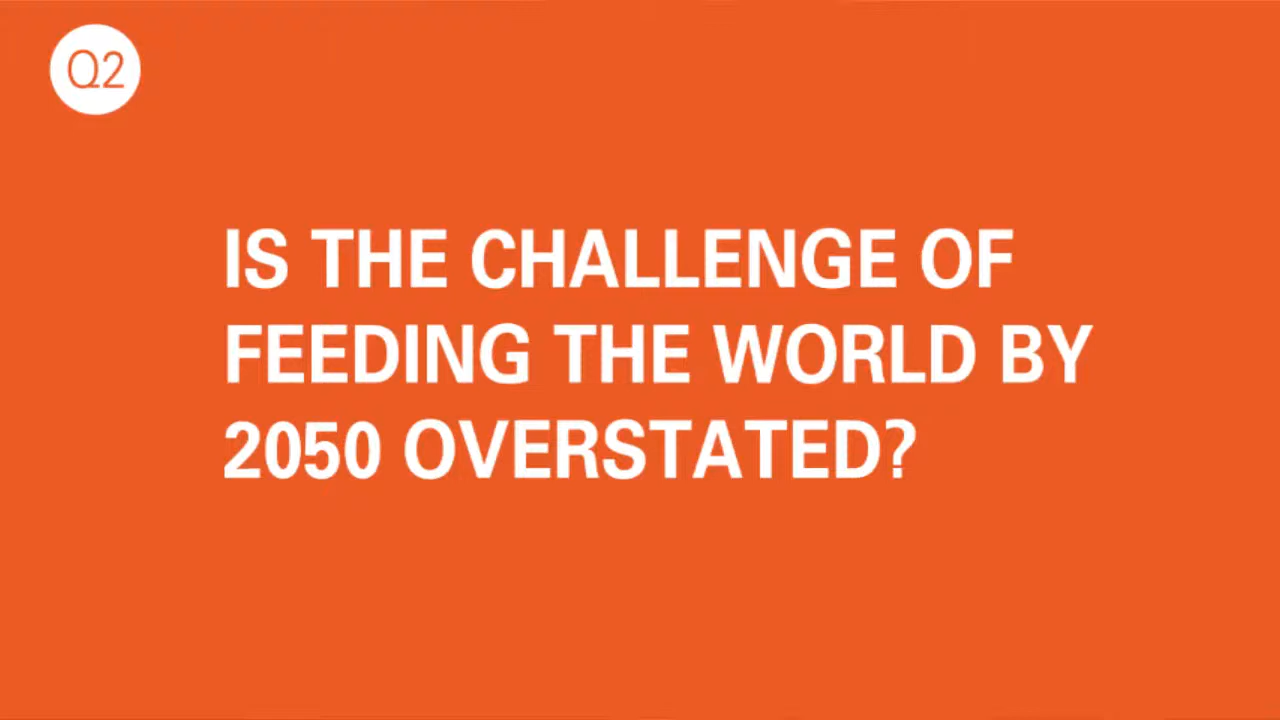 Q2
IS THE CHALLENGE OF
FEEDING THE WORLD BY
2050 OVERSTATED?